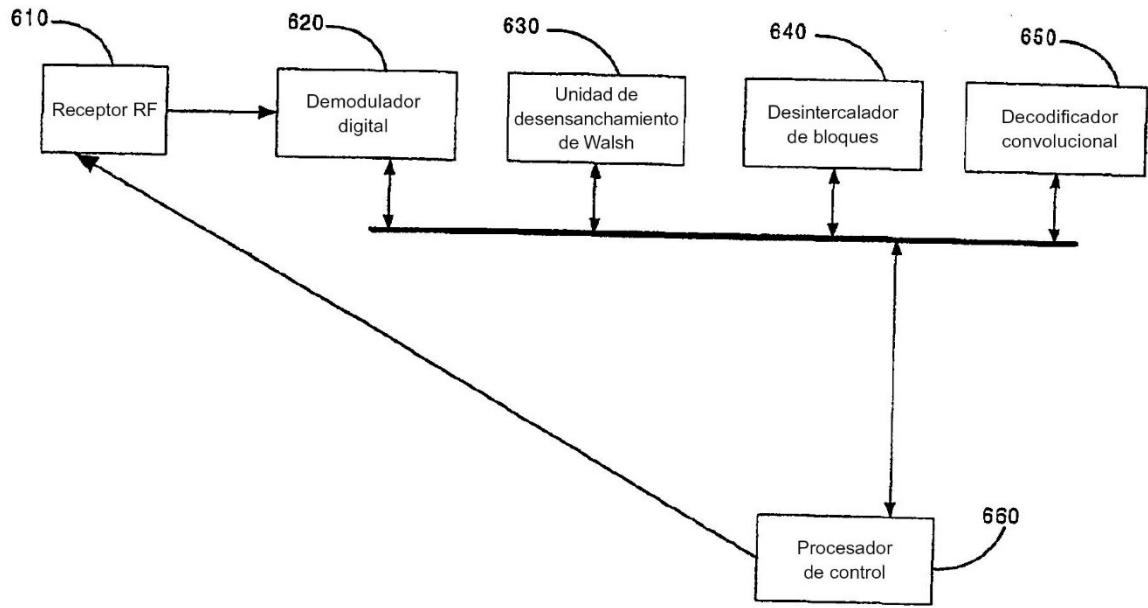 610
620
630
640
650
Receptor RF
Demodulador
digital
Unidad de
desensanchamiento
de Walsh
Desintercalador
de bloques
Decodificador
convolucional
Procesador
de control
660